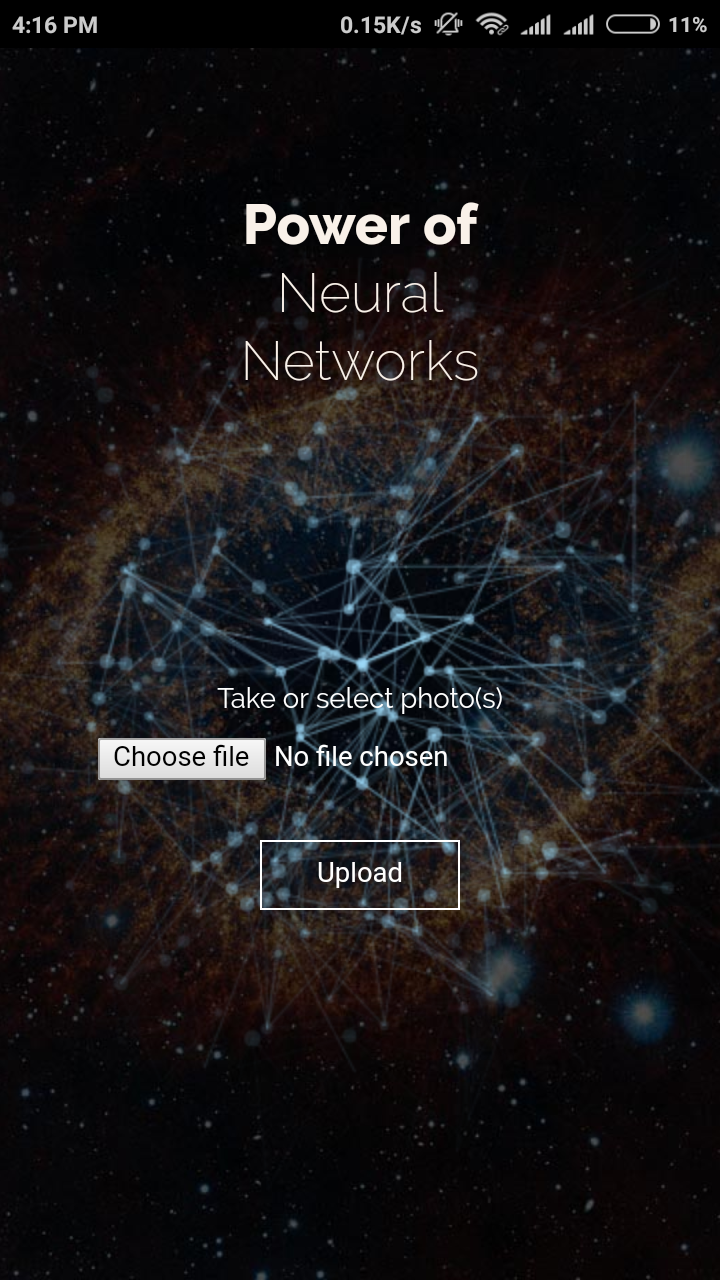 4:16 PM 0.15K/s 11%
Power of
Neural
Networks
Take or select photo(s)
Choose file No file chosen
Upload